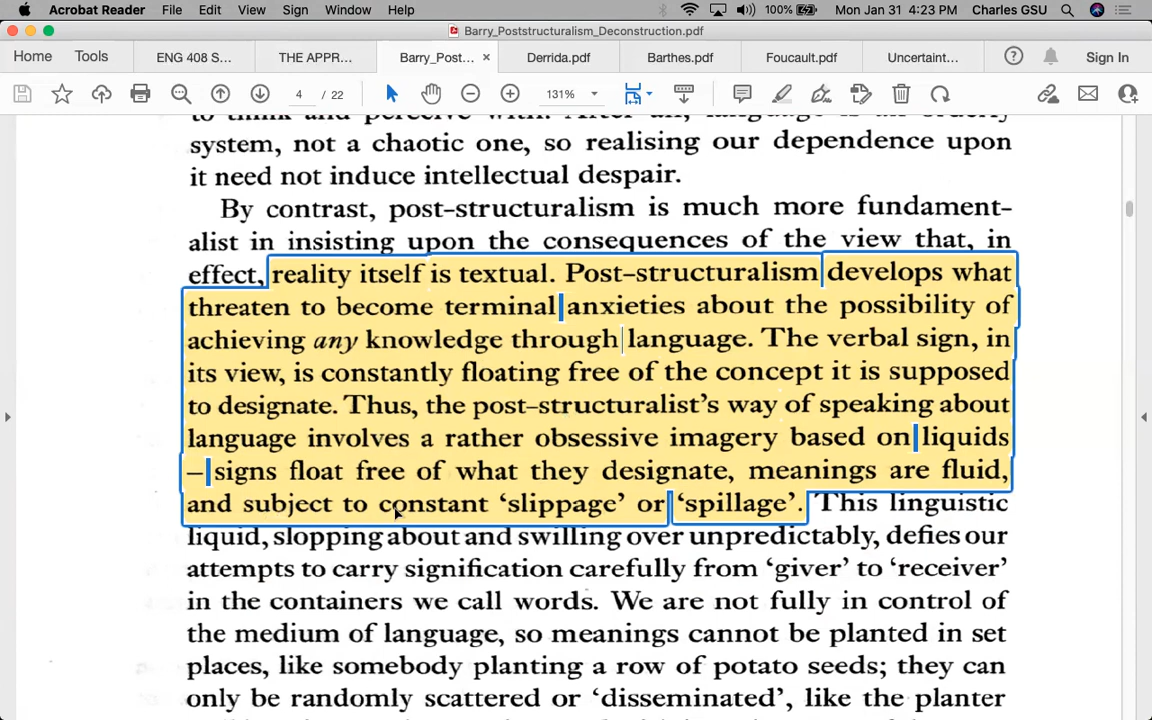 Acrobat Reader File Edit View Sign Window Help 100% Mon Jan 31 4:23 PM Charles GSU
Barry_Poststructuralism_Deconstruction.pdf
Home Tools ENG 408 S... THE APPR... Barry_Post... × Derrida.pdf Barthes.pdf Foucault.pdf Uncertaint... Sign In
4 / 22 131%
to think and perceive with. After all, language is an orderly
system, not a chaotic one, so realising our dependence upon
it need not induce intellectual despair.
By contrast, post-structuralism is much more fundament-
alist in insisting upon the consequences of the view that, in
effect, reality itself is textual. Post-structuralism develops what
threaten to become terminal anxieties about the possibility of
achieving any knowledge through language. The verbal sign, in
its view, is constantly floating free of the concept it is supposed
to designate. Thus, the post-structuralist's way of speaking about
language involves a rather obsessive imagery based on liquids
– signs float free of what they designate, meanings are fluid,
and subject to constant 'slippage' or 'spillage'. This linguistic
liquid, slopping about and swilling over unpredictably, defies our
attempts to carry signification carefully from 'giver' to 'receiver'
in the containers we call words. We are not fully in control of
the medium of language, so meanings cannot be planted in set
places, like somebody planting a row of potato seeds; they can
only be randomly scattered or 'disseminated', like the planter